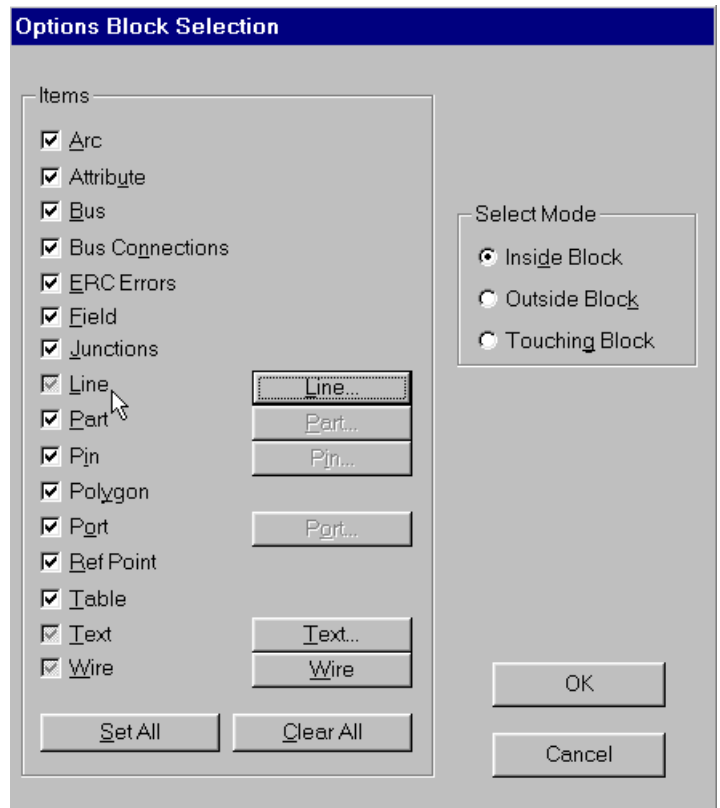 Options Block Selection
Items
Arc
Attribute
Bus
Bus Connections
ERC Errors
Field
Junctions
Line
Line...
Part
Part...
Pin
Pin...
Polygon
Port
Port...
Ref Point
Table
Text
Text...
Wire
Wire
Set All
Clear All
Select Mode
Inside Block
Outside Block
Touching Block
OK
Cancel